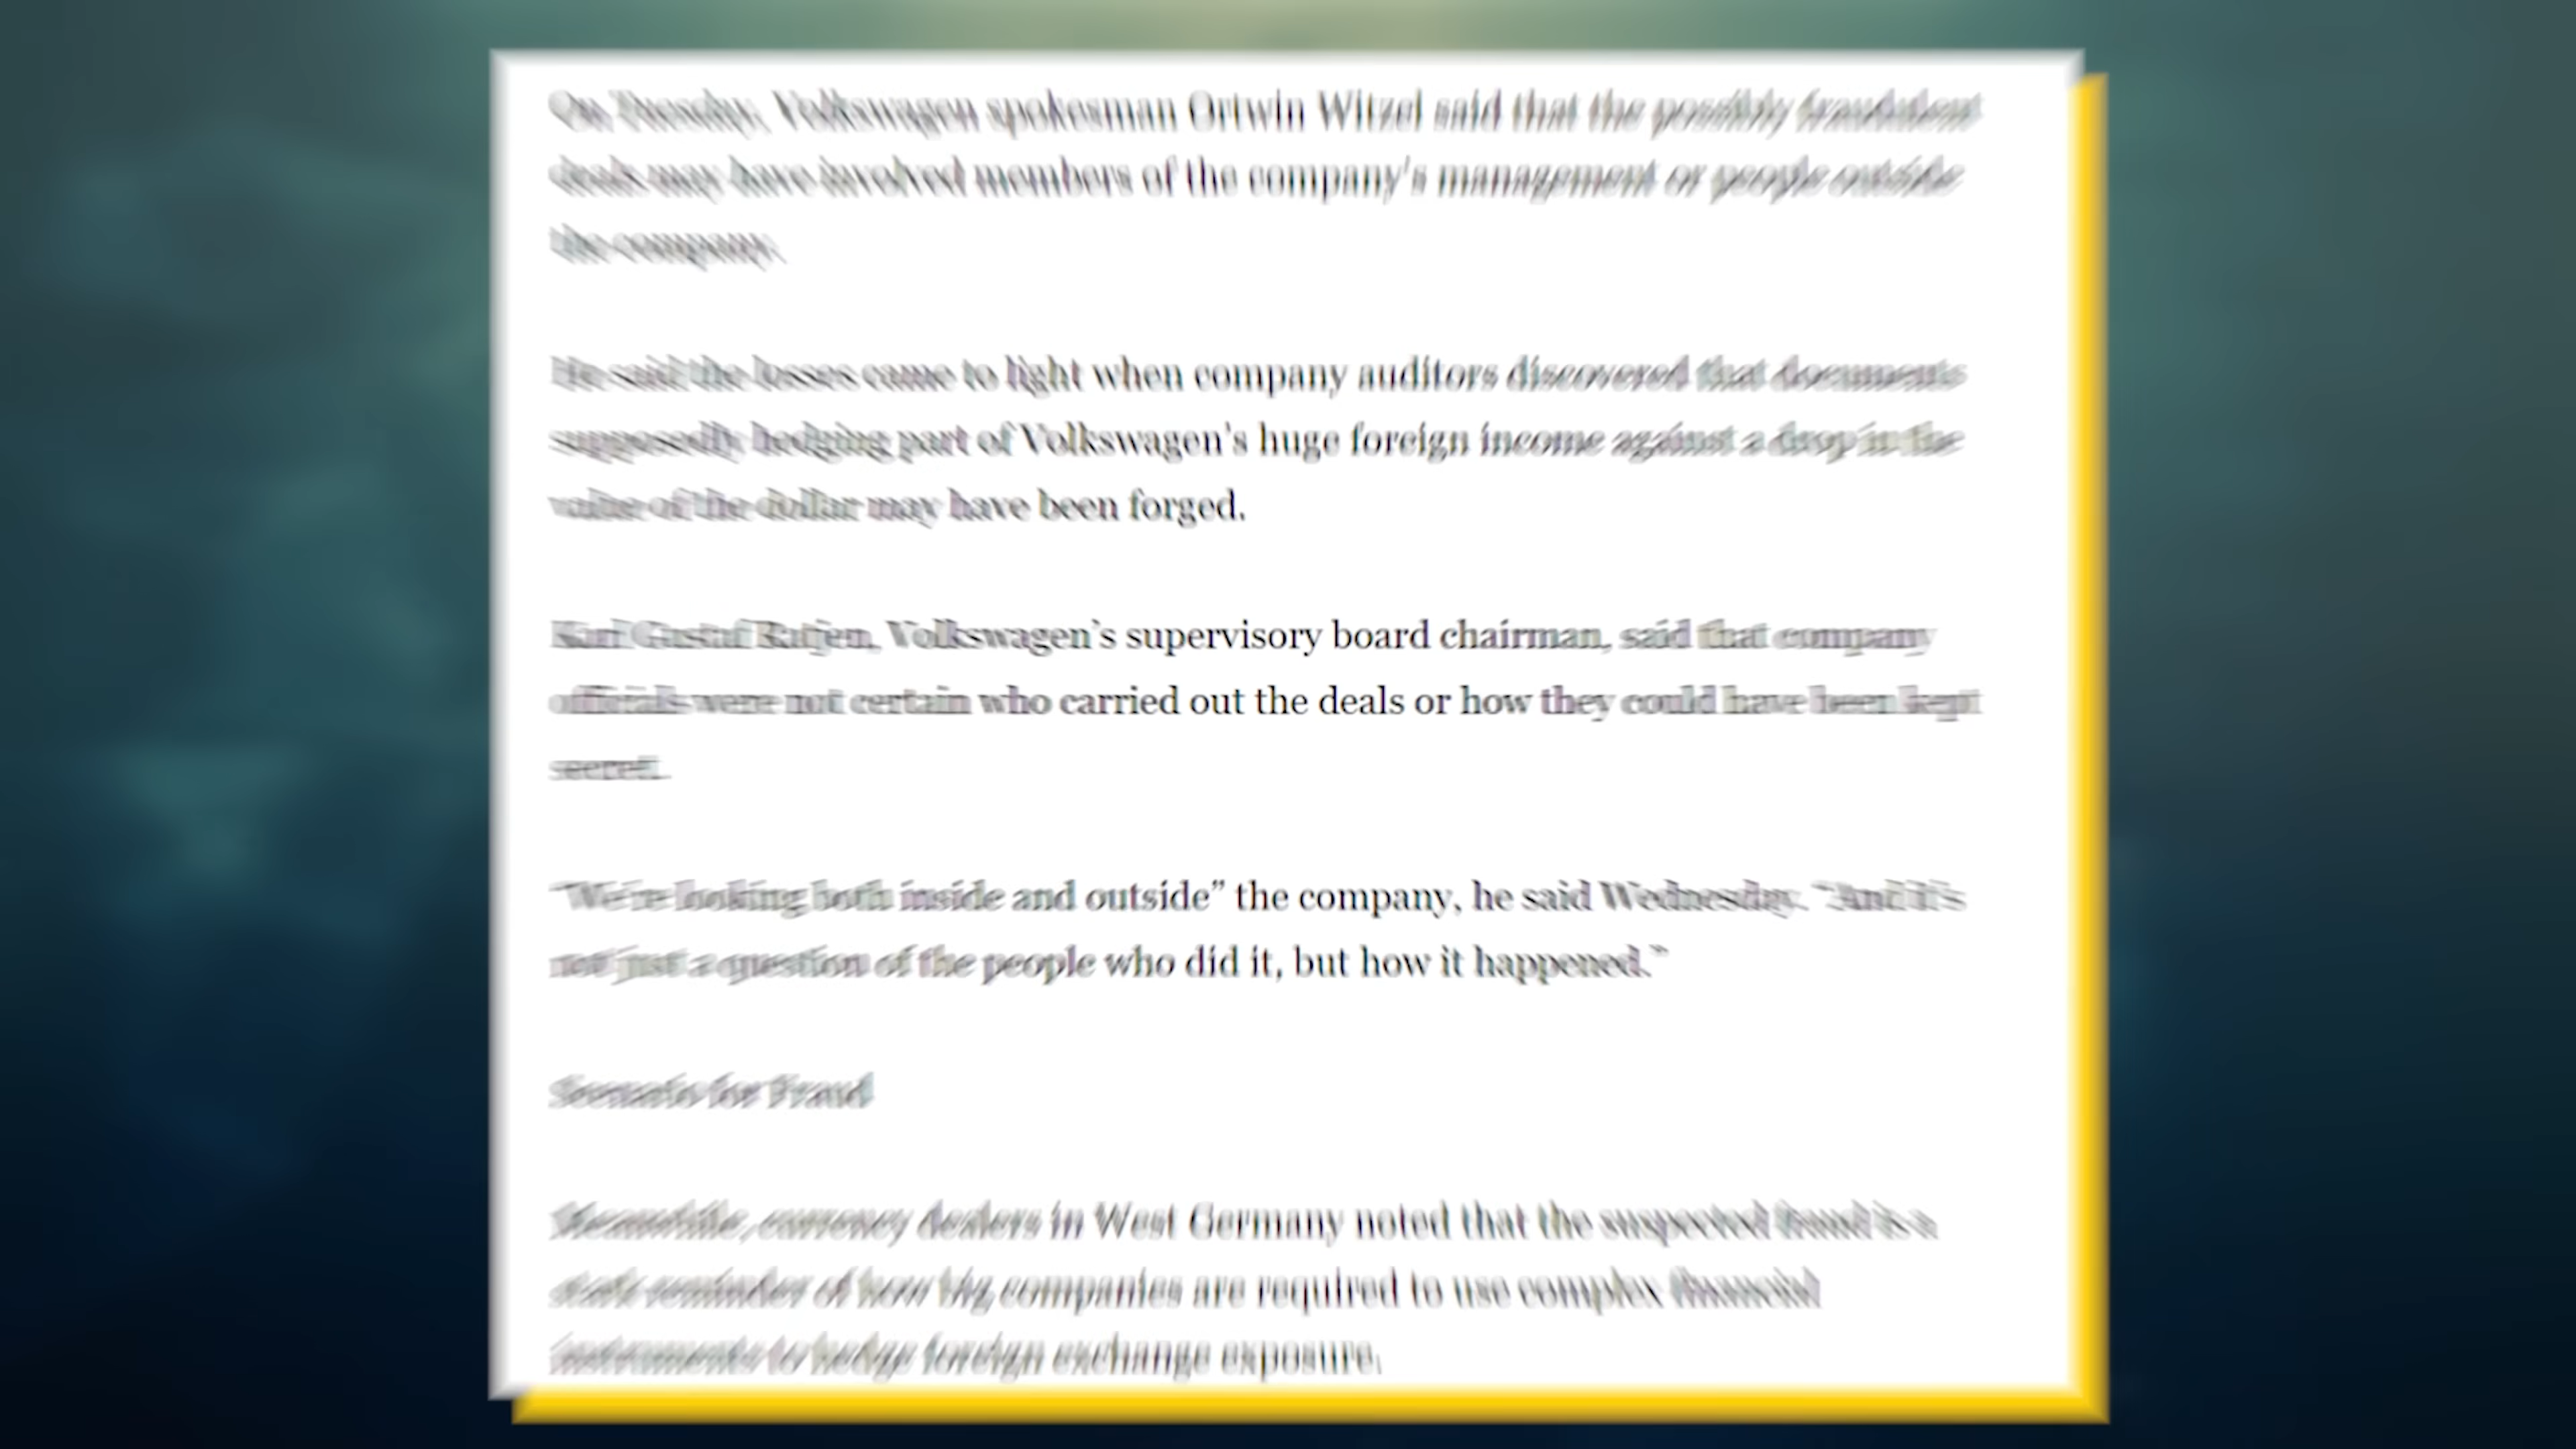 On Tuesday, Volkswagen spokesman Ortwin Witzel said that the possibly fraudulent
deals may have involved members of the company's management or people outside
the company.
He said the losses came to light when company auditors discovered that documents
supposedly hedging part of Volkswagen's huge foreign income against a drop in the
value of the dollar may have been forged.
Karl Gustaf Ratjen, Volkswagen’s supervisory board chairman, said that company
officials were not certain who carried out the deals or how they could have been kept
secret.
“We’re looking both inside and outside” the company, he said Wednesday. “And it’s
not just a question of the people who did it, but how it happened.”
Scenario for Fraud
Meanwhile, currency dealers in West Germany noted that the suspected fraud is a
stark reminder of how big companies are required to use complex financial
instruments to hedge foreign exchange exposure.